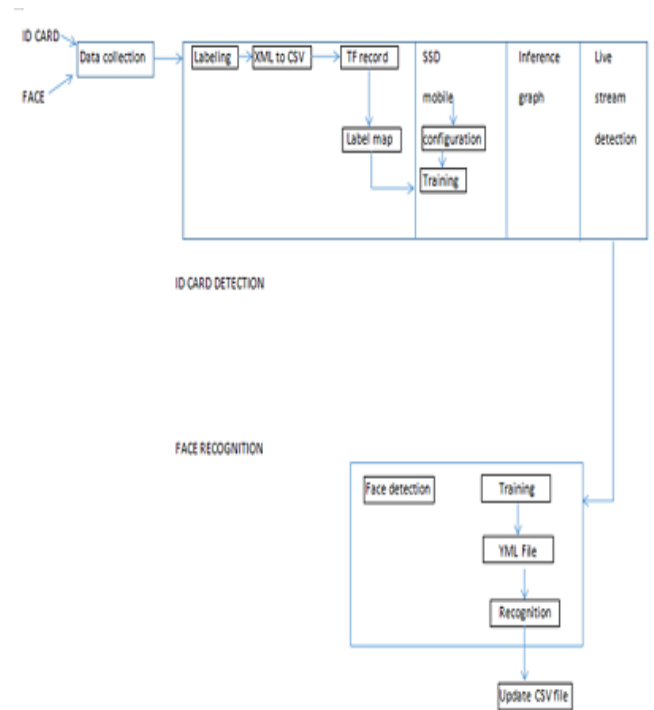 ID CARD
Data collection
FACE
Labeling
XML to CSV
TF record
Label map
SSD
mobile
configuration
Training
Inference
graph
Live
stream
detection
ID CARD DETECTION
FACE RECOGNITION
Face detection
Training
YML File
Recognition
Update CSV file